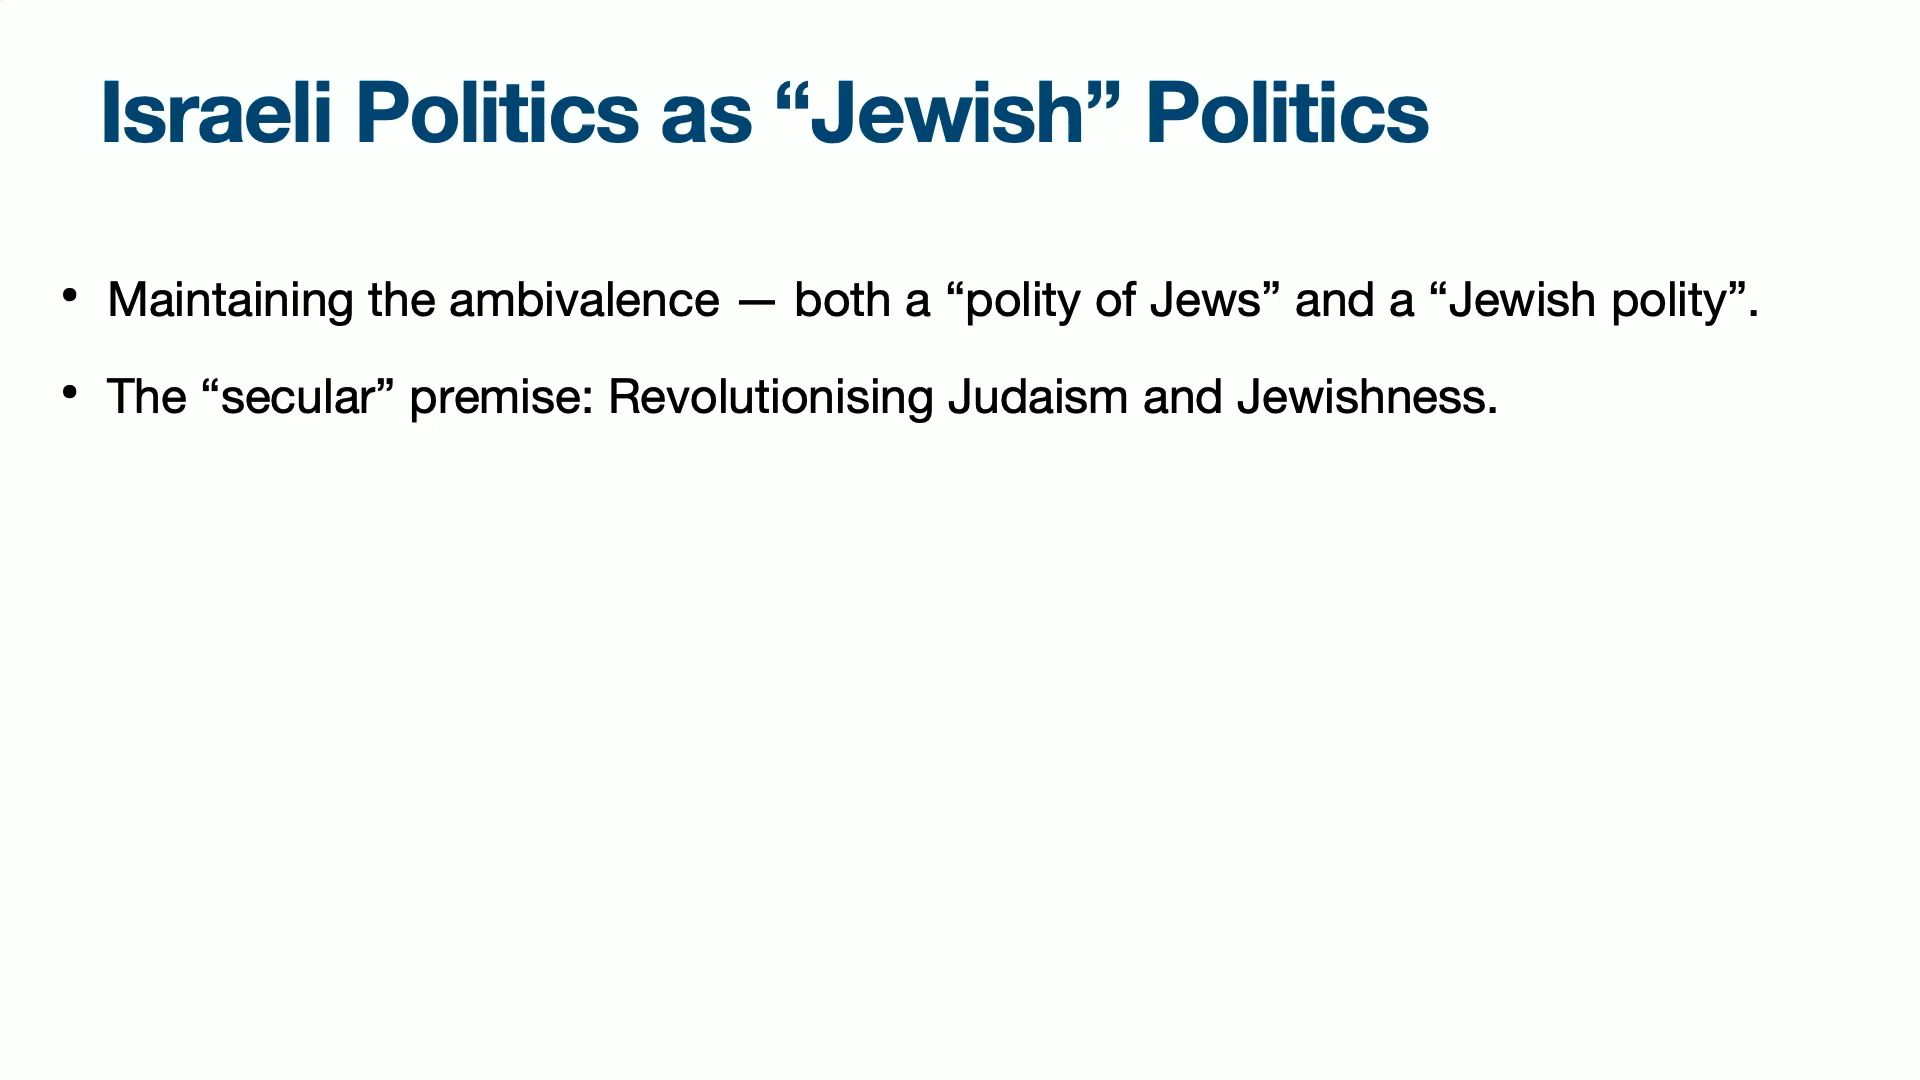 Israeli Politics as “Jewish” Politics
• Maintaining the ambivalence — both a “polity of Jews” and a “Jewish polity”.
• The “secular” premise: Revolutionising Judaism and Jewishness.